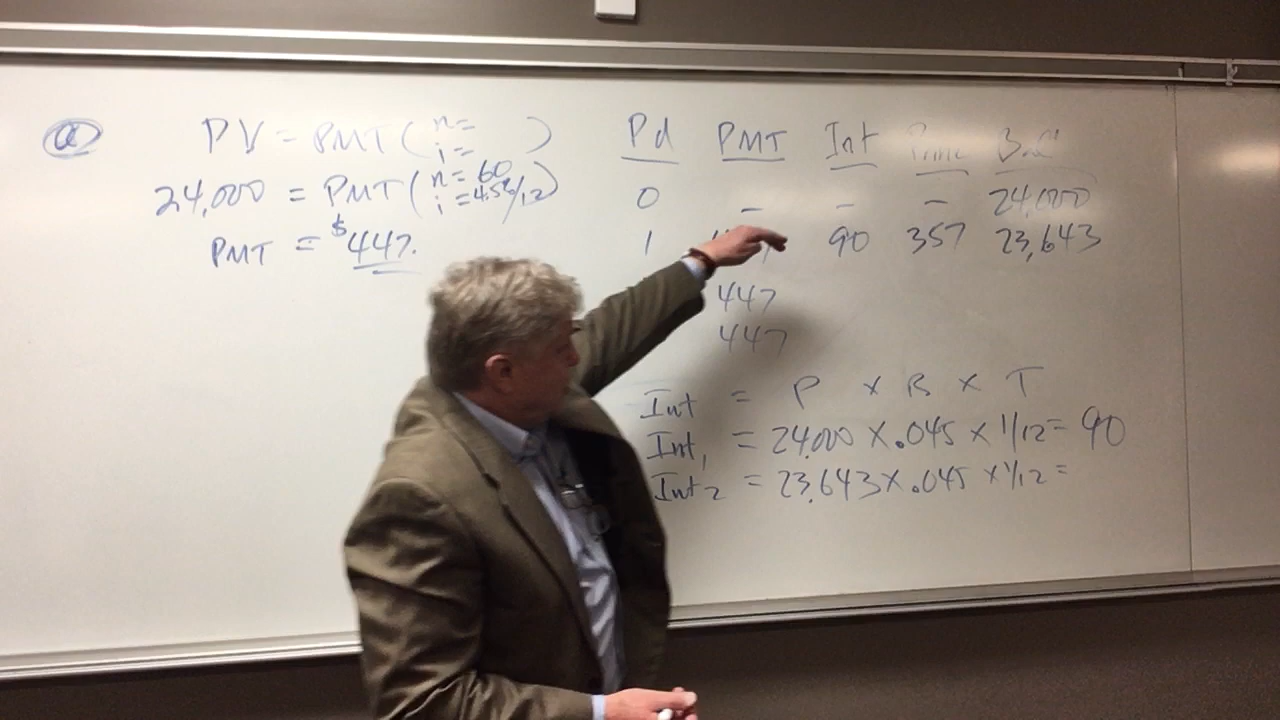 a
PV = PMT ( n= i= )
24,000 = PMT ( n= 60 i= 4.5%/12 )
PMT = $447.
Pd PMT Int Princ Bal
0 – – – 24,000
1 90 357 23,643
447
447
Int = P × R × T
Int1 = 24,000 × .045 × 1/12 = 90
Int2 = 23,643 × .045 × 1/12 =